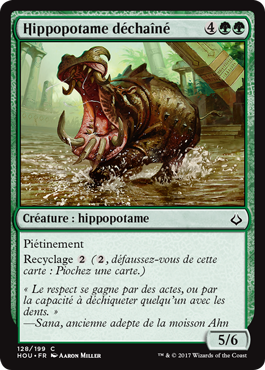 Hippopotame déchaîné 4
Créature : hippopotame
Piétinement
Recyclage 2 (2, défaussez-vous de cette
carte : Piochez une carte.)
« Le respect se gagne par des actes, ou par
la capacité à déchiqueter quelqu'un avec les
dents. »
—Sana, ancienne adepte de la moisson Ahn
5/6
128/199 C
HOU • FR Aaron Miller
™ & © 2017 Wizards of the Coast